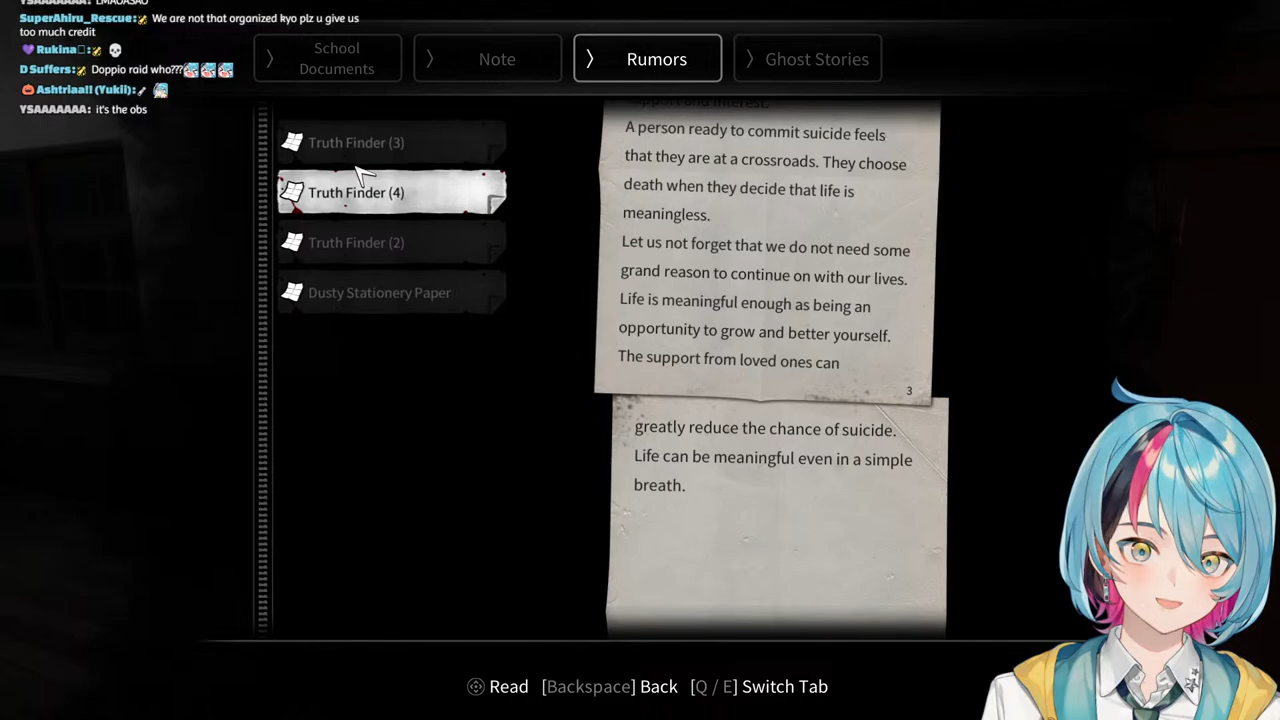 SuperAhiru_Rescue: We are not that organized kyo plz u give us
too much credit
Rukina: 
D Suffers: Doppio raid who???
Ashtriaa!! (Yukii):
YSAAAAAAA: it's the obs
School
Documents
Note
Rumors
Ghost Stories
Truth Finder (3)
Truth Finder (4)
Truth Finder (2)
Dusty Stationery Paper
A person ready to commit suicide feels
that they are at a crossroads. They choose
death when they decide that life is
meaningless.
Let us not forget that we do not need some
grand reason to continue on with our lives.
Life is meaningful enough as being an
opportunity to grow and better yourself.
The support from loved ones can
3
greatly reduce the chance of suicide.
Life can be meaningful even in a simple
breath.
Read [Backspace] Back [Q / E] Switch Tab